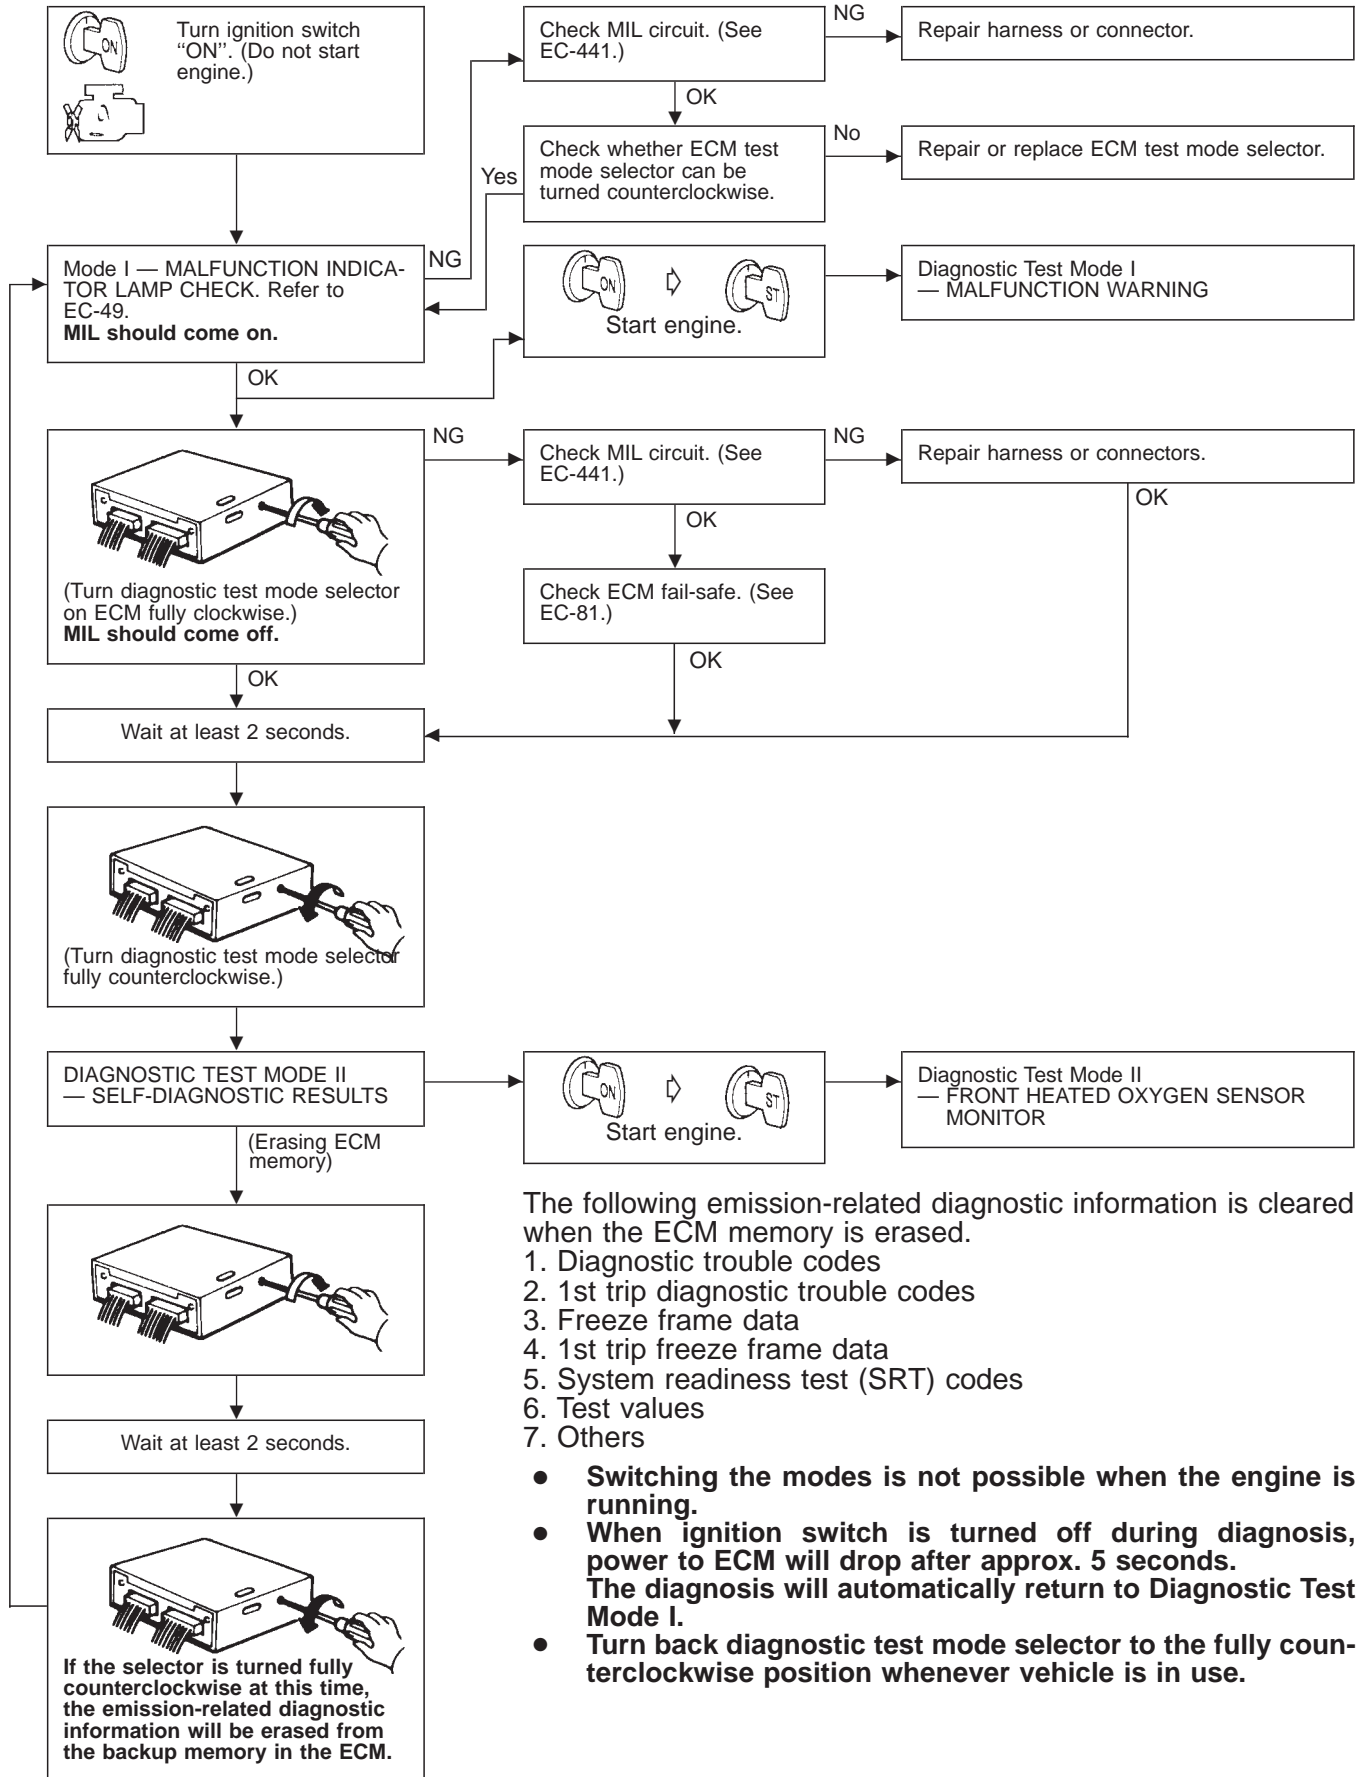 Turn ignition switch
“ON”. (Do not start
engine.)
ON
Check MIL circuit. (See
EC-441.)
NG
Repair harness or connector.
OK
Check whether ECM test
mode selector can be
turned counterclockwise.
No
Repair or replace ECM test mode selector.
Yes
Mode I — MALFUNCTION INDICA-
TOR LAMP CHECK. Refer to
EC-49.
MIL should come on.
NG
ON
ST
Start engine.
Diagnostic Test Mode I
— MALFUNCTION WARNING
OK
(Turn diagnostic test mode selector
on ECM fully clockwise.)
MIL should come off.
NG
Check MIL circuit. (See
EC-441.)
NG
Repair harness or connectors.
OK
OK
Check ECM fail-safe. (See
EC-81.)
OK
OK
Wait at least 2 seconds.
(Turn diagnostic test mode selector
fully counterclockwise.)
DIAGNOSTIC TEST MODE II
— SELF-DIAGNOSTIC RESULTS
ON
ST
Start engine.
Diagnostic Test Mode II
— FRONT HEATED OXYGEN SENSOR
MONITOR
(Erasing ECM
memory)
Wait at least 2 seconds.
If the selector is turned fully
counterclockwise at this time,
the emission-related diagnostic
information will be erased from
the backup memory in the ECM.
The following emission-related diagnostic information is cleared
when the ECM memory is erased.
1. Diagnostic trouble codes
2. 1st trip diagnostic trouble codes
3. Freeze frame data
4. 1st trip freeze frame data
5. System readiness test (SRT) codes
6. Test values
7. Others
● Switching the modes is not possible when the engine is
running.
● When ignition switch is turned off during diagnosis,
power to ECM will drop after approx. 5 seconds.
The diagnosis will automatically return to Diagnostic Test
Mode I.
● Turn back diagnostic test mode selector to the fully coun-
terclockwise position whenever vehicle is in use.